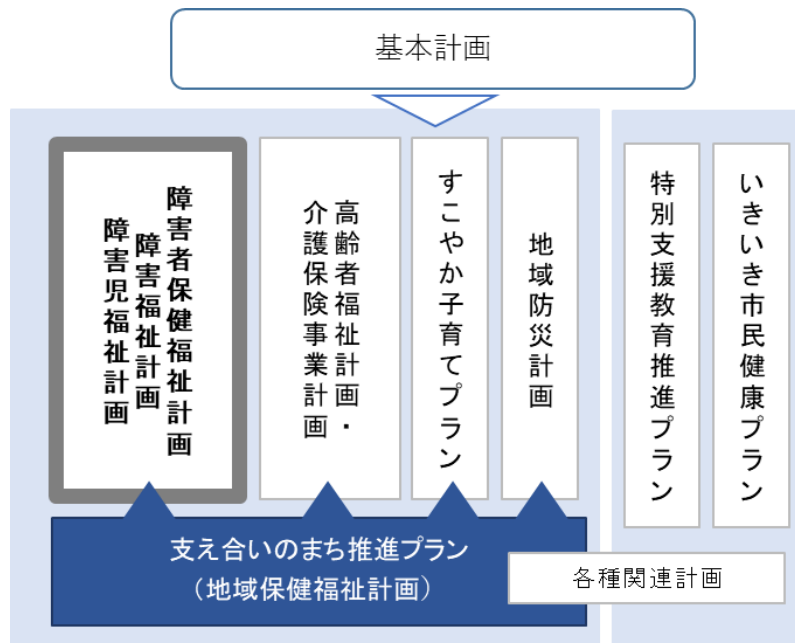 基本計画
障害者保健福祉計画
障害福祉計画
障害児福祉計画
高齢者福祉計画・
介護保険事業計画
すこやか子育てプラン
地域防災計画
特別支援教育推進プラン
いきいき市民健康プラン
支え合いのまち推進プラン
（地域保健福祉計画）
各種関連計画